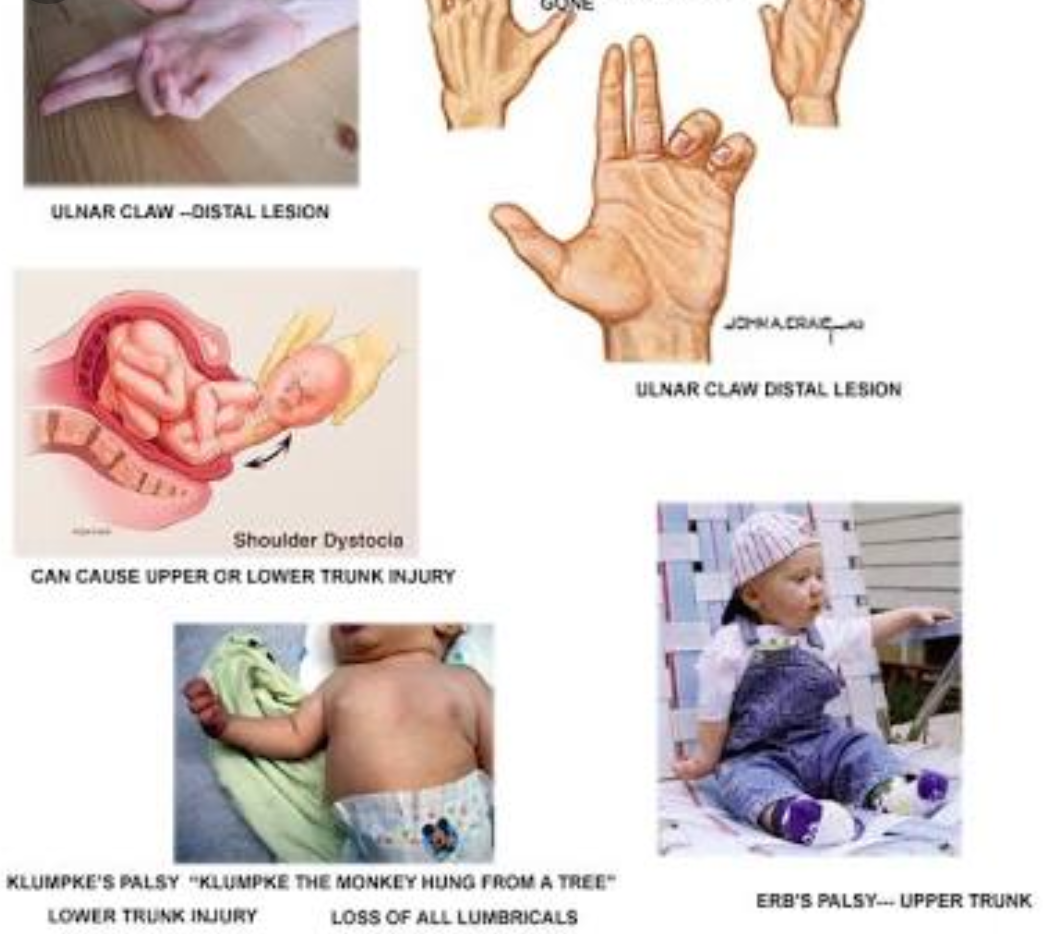 GONE
ULNAR CLAW --DISTAL LESION
JOHN A. CRAIG
ULNAR CLAW DISTAL LESION
Shoulder Dystocia
CAN CAUSE UPPER OR LOWER TRUNK INJURY
KLUMPKE'S PALSY "KLUMPKE THE MONKEY HUNG FROM A TREE"
LOWER TRUNK INJURY LOSS OF ALL LUMBRICALS
ERB'S PALSY--- UPPER TRUNK